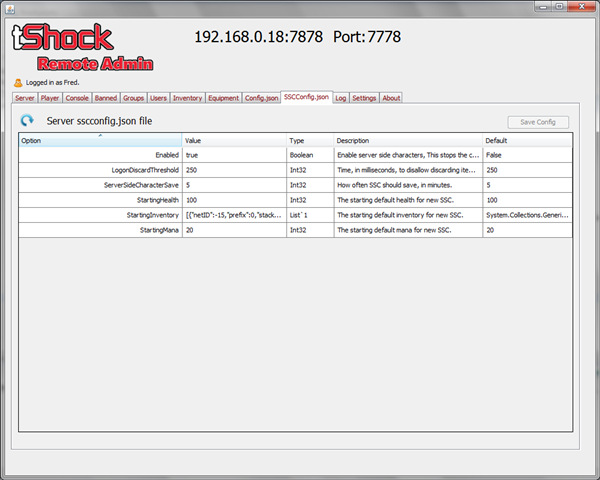 tShock
Remote Admin
192.168.0.18:7878 Port:7778
Logged in as Fred.
Server Player Console Banned Groups Users Inventory Equipment Config.json SSCConfig.json Log Settings About
Server sscconfig.json file Save Config
Option Value Type Description Default
Enabled true Boolean Enable server side characters, This stops the c... False
LogonDiscardThreshold 250 Int32 Time, in milliseconds, to disallow discarding ite... 250
ServerSideCharacterSave 5 Int32 How often SSC should save, in minutes. 5
StartingHealth 100 Int32 The starting default health for new SSC. 100
StartingInventory [{"netID":-15,"prefix":0,"stack... List`1 The starting default inventory for new SSC. System.Collections.Generi...
StartingMana 20 Int32 The starting default mana for new SSC. 20